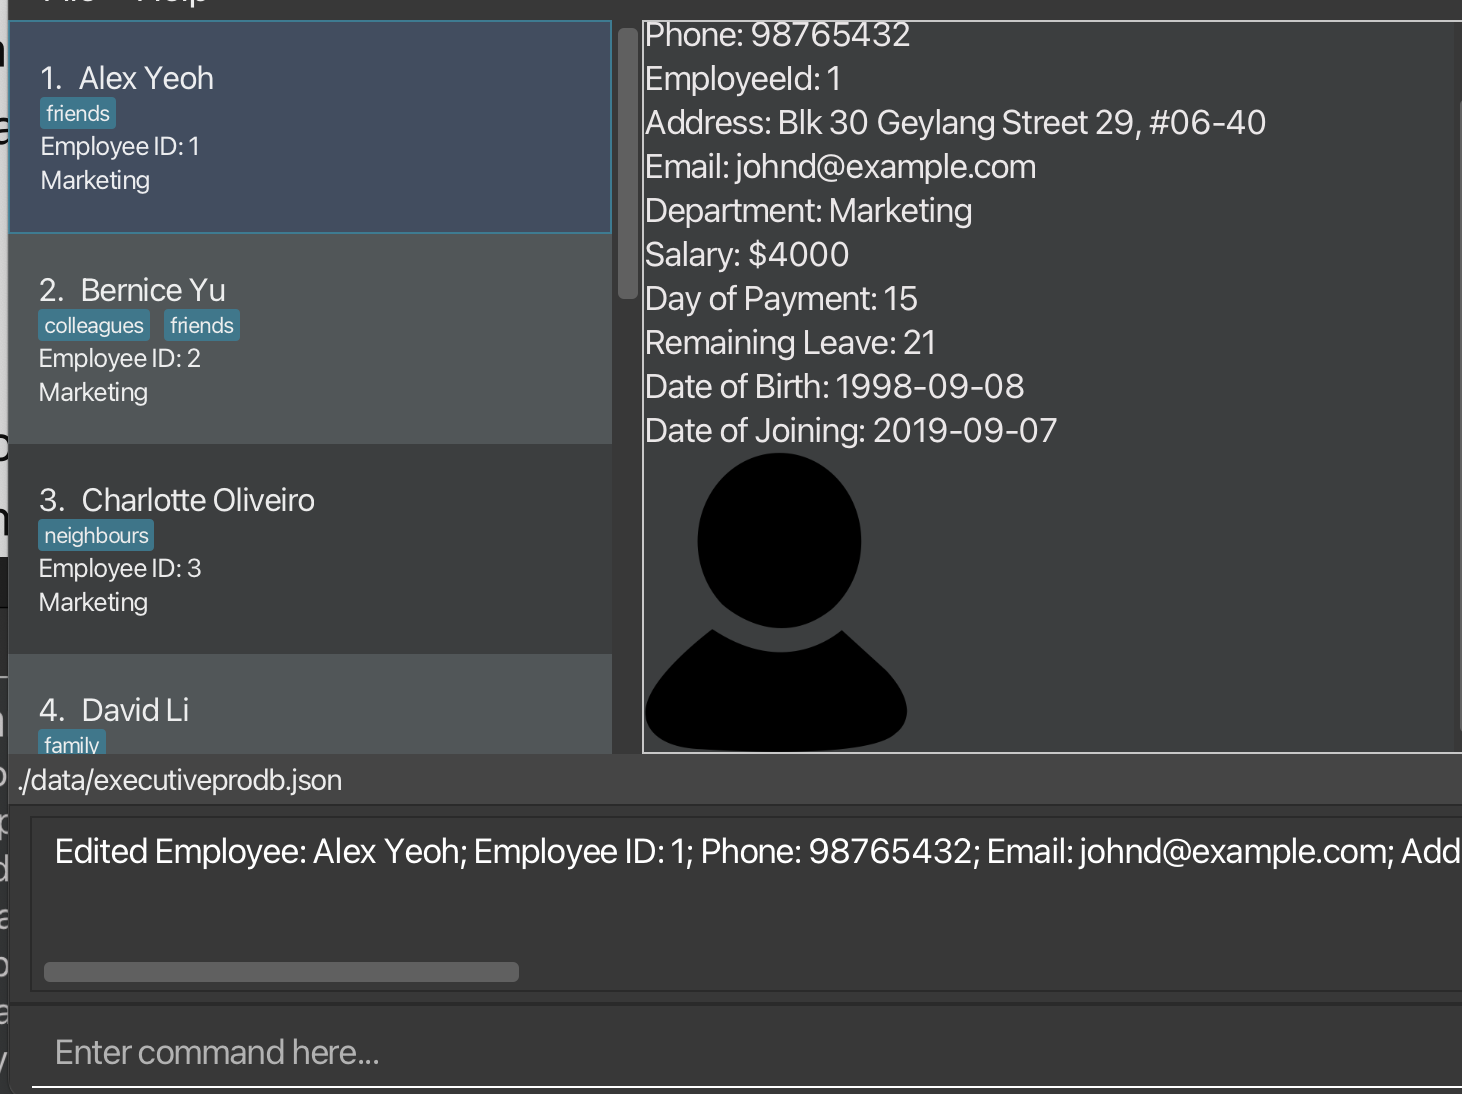 1. Alex Yeoh
friends
Employee ID: 1
Marketing
2. Bernice Yu
colleagues friends
Employee ID: 2
Marketing
3. Charlotte Oliveiro
neighbours
Employee ID: 3
Marketing
4. David Li
family
Phone: 98765432
EmployeeId: 1
Address: Blk 30 Geylang Street 29, #06-40
Email: johnd@example.com
Department: Marketing
Salary: $4000
Day of Payment: 15
Remaining Leave: 21
Date of Birth: 1998-09-08
Date of Joining: 2019-09-07
./data/executiveprodb.json
Edited Employee: Alex Yeoh; Employee ID: 1; Phone: 98765432; Email: johnd@example.com; Add
Enter command here...